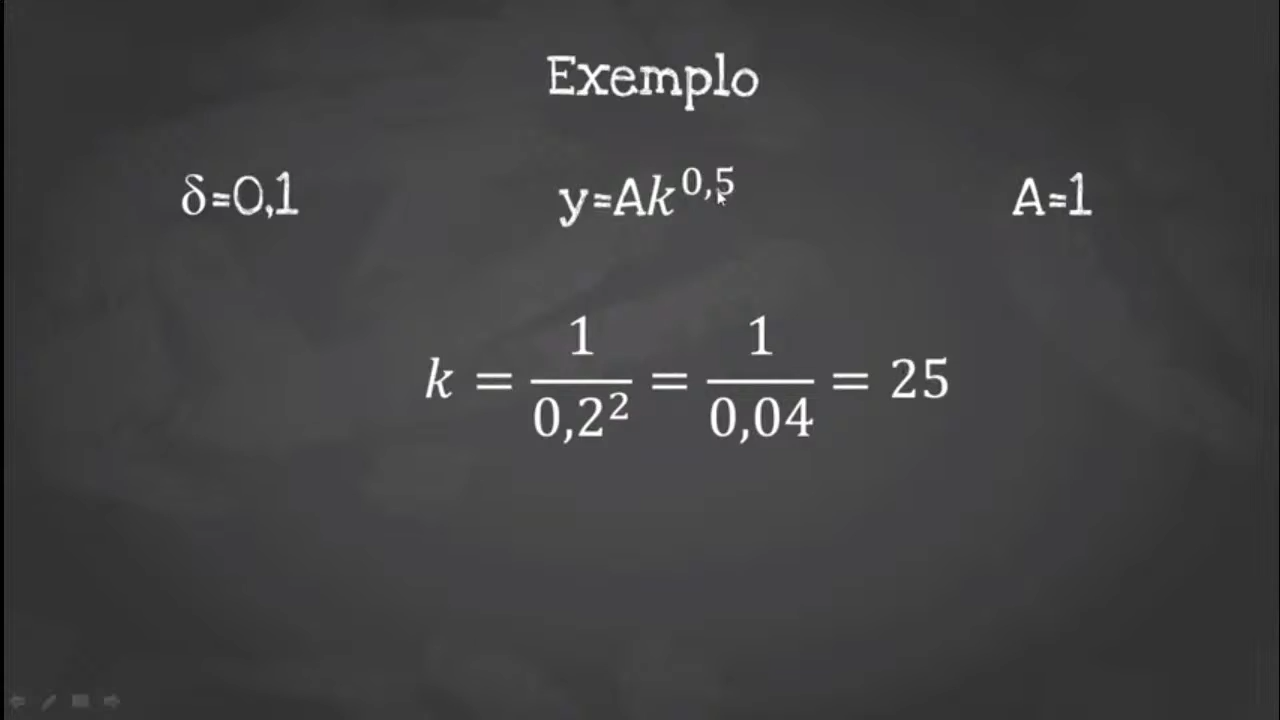 Exemplo
δ=0,1 y=Ak^0,5 A=1
k = 1/0,2² = 1/0,04 = 25